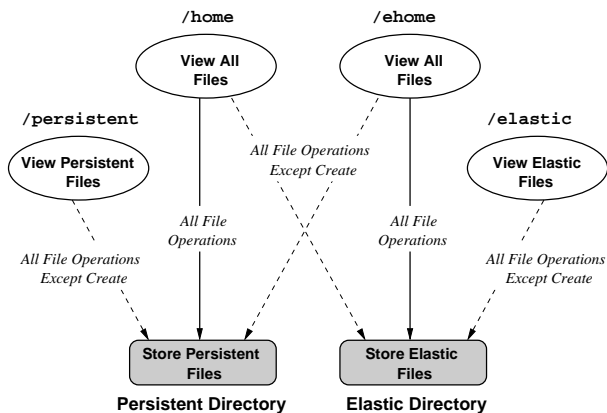 /home
/ehome
View All
Files
View All
Files
/persistent
/elastic
View Persistent
Files
View Elastic
Files
All File Operations
Except Create
All File
Operations
All File
Operations
All File Operations
Except Create
All File Operations
Except Create
Store Persistent
Files
Store Elastic
Files
Persistent Directory
Elastic Directory